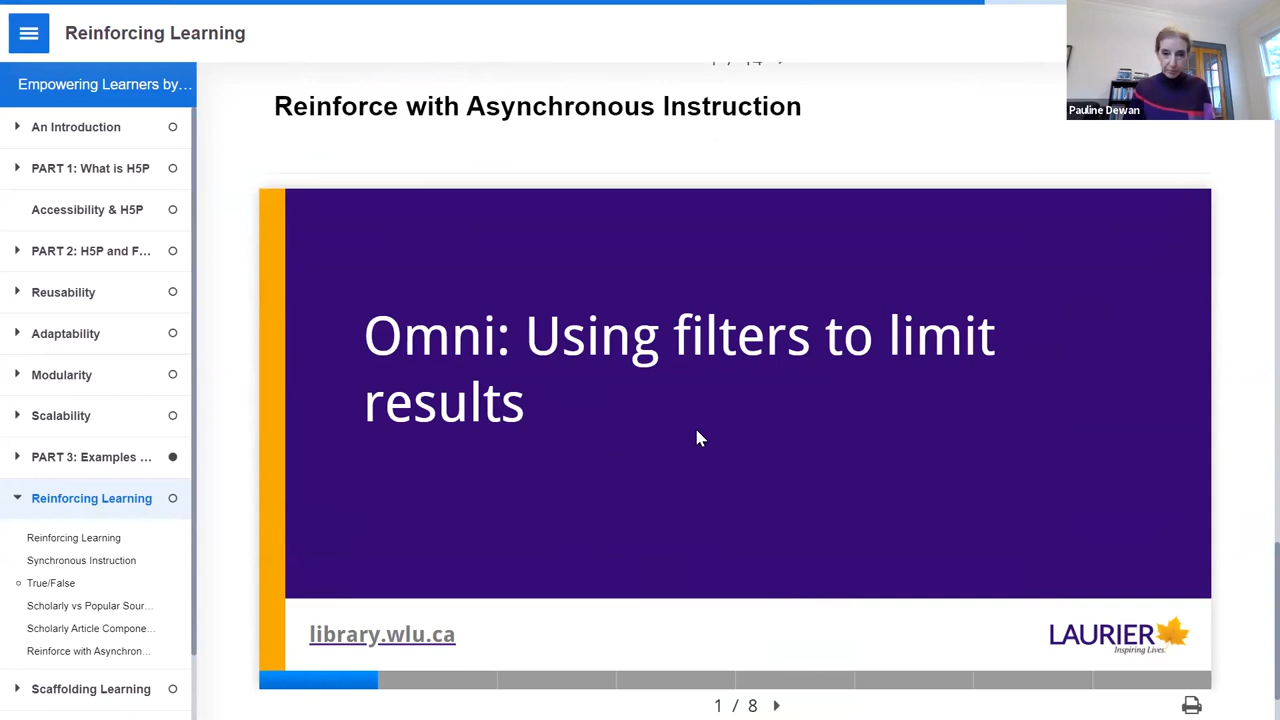 Reinforcing Learning
Pauline Dewan
Empowering Learners by...
An Introduction
PART 1: What is H5P
Accessibility & H5P
PART 2: H5P and F...
Reusability
Adaptability
Modularity
Scalability
PART 3: Examples ...
Reinforcing Learning
Reinforcing Learning
Synchronous Instruction
True/False
Scholarly vs Popular Sour...
Scholarly Article Compone...
Reinforce with Asynchron...
Scaffolding Learning
Reinforce with Asynchronous Instruction
Omni: Using filters to limit
results
library.wlu.ca
LAURIER
Inspiring Lives.
1 / 8